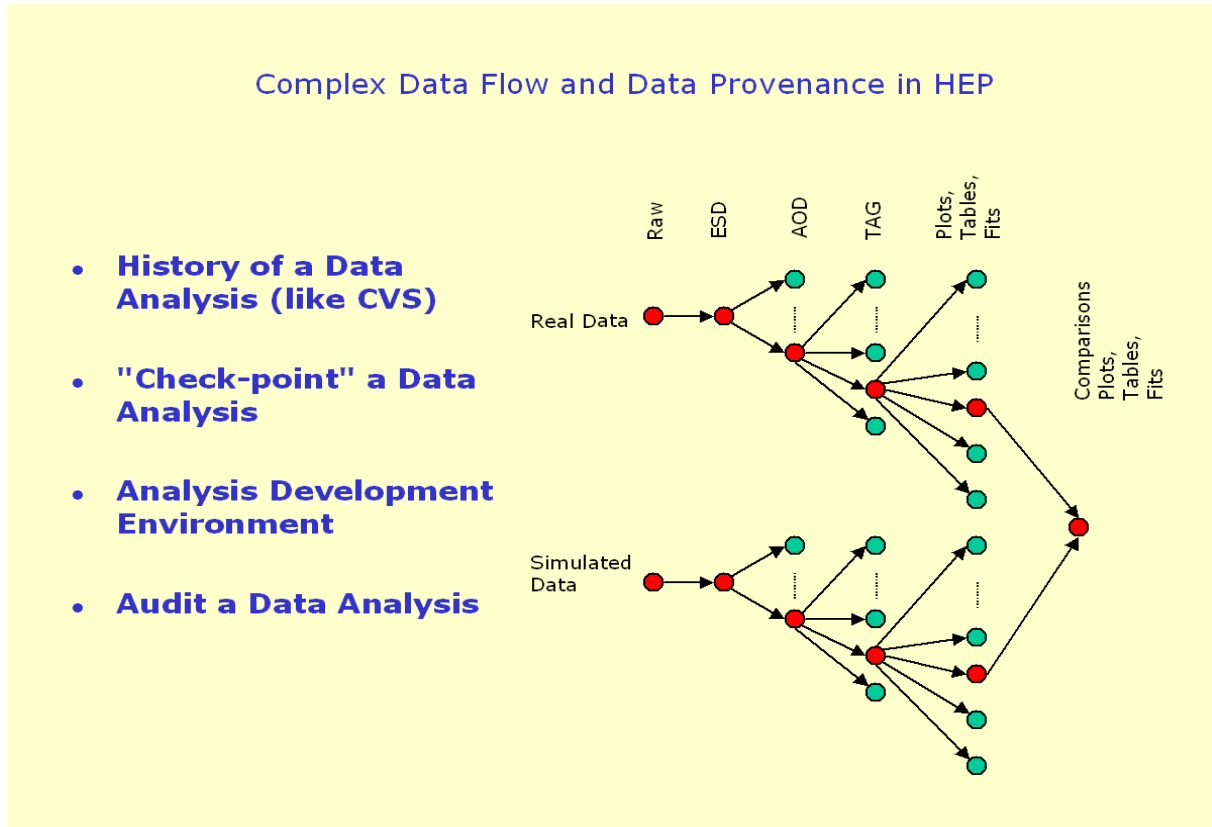 Complex Data Flow and Data Provenance in HEP
• History of a Data
Analysis (like CVS)
• "Check-point" a Data
Analysis
• Analysis Development
Environment
• Audit a Data Analysis
Raw
ESD
AOD
TAG
Plots,
Tables,
Fits
Real Data
Comparisons
Plots,
Tables,
Fits
Simulated
Data